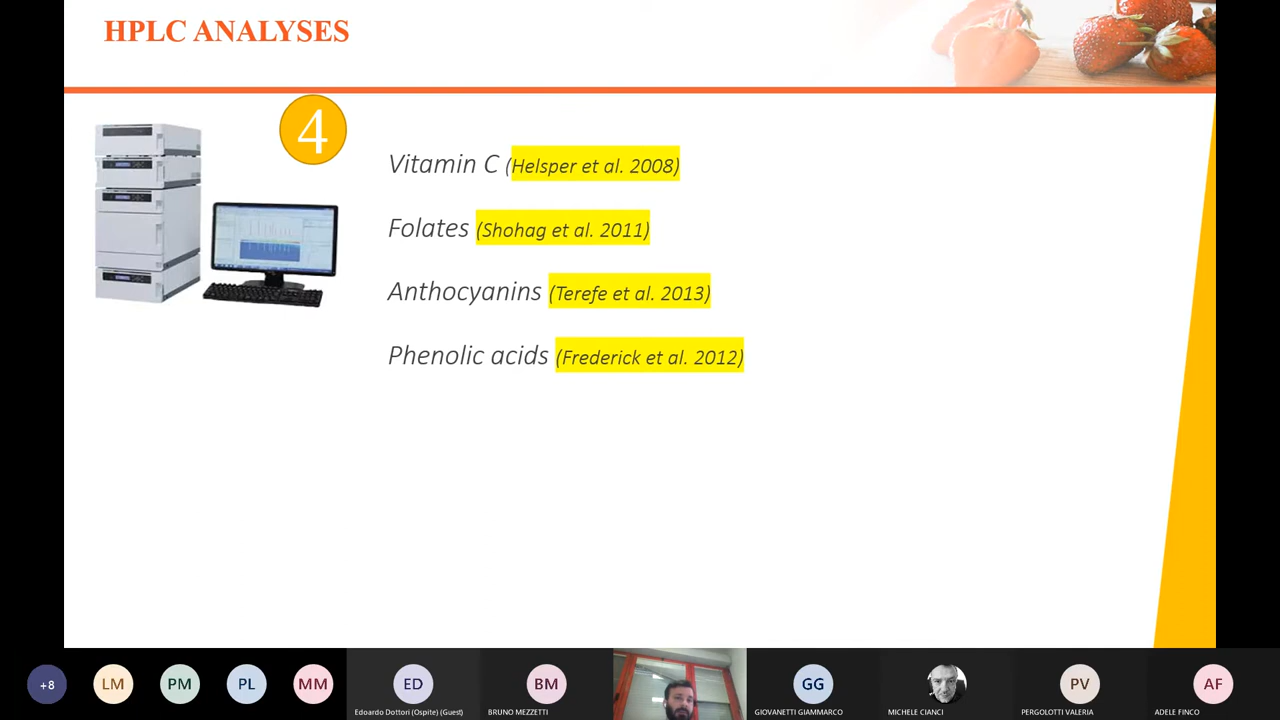 HPLC ANALYSES
4
Vitamin C (Helsper et al. 2008)
Folates (Shohag et al. 2011)
Anthocyanins (Terefe et al. 2013)
Phenolic acids (Frederick et al. 2012)
+8
LM
PM
PL
MM
ED
BM
GG
PV
AF
Edoardo Dottori (Ospite) (Guest)
BRUNO MEZZETTI
GIOVANETTI GIAMMARCO
MICHELE CIANCI
PERGOLOTTI VALERIA
ADELE FINCO